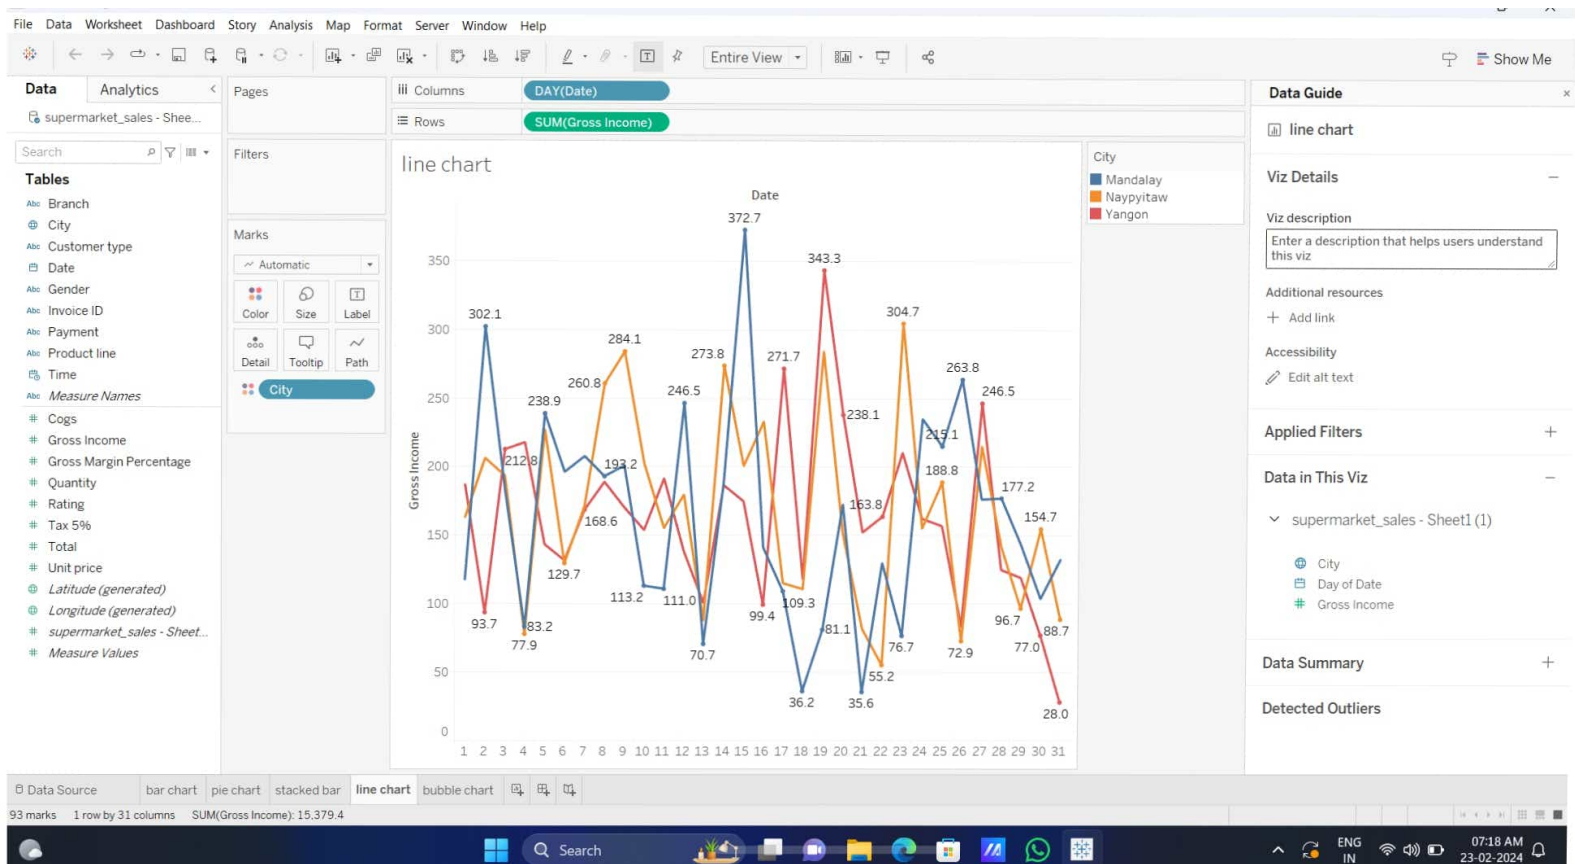 File Data Worksheet Dashboard Story Analysis Map Format Server Window Help
Entire View
Show Me
Data Analytics
supermarket_sales - Shee...
Search
Tables
Abc Branch
City
Abc Customer type
Date
Abc Gender
Abc Invoice ID
Abc Payment
Abc Product line
Time
Abc Measure Names
# Cogs
# Gross Income
# Gross Margin Percentage
# Quantity
# Rating
# Tax 5%
# Total
# Unit price
Latitude (generated)
Longitude (generated)
# supermarket_sales - Sheet...
# Measure Values
Pages
Filters
Marks
Automatic
Color Size Label
Detail Tooltip Path
City
Columns DAY(Date)
Rows SUM(Gross Income)
line chart
Date
372.7
350
343.3
302.1
304.7
300
284.1
273.8
271.7
263.8
260.8
246.5
246.5
250
238.9
238.1
215.1
212.8
193.2
200
188.8
177.2
168.6
163.8
154.7
150
129.7
113.2
111.0
109.3
100
99.4
96.7
93.7
83.2
81.1
88.7
77.9
76.7
77.0
72.9
70.7
55.2
50
36.2
35.6
28.0
0
Gross Income
1 2 3 4 5 6 7 8 9 10 11 12 13 14 15 16 17 18 19 20 21 22 23 24 25 26 27 28 29 30 31
City
Mandalay
Naypyitaw
Yangon
Data Guide
line chart
Viz Details
Viz description
Enter a description that helps users understand
this viz
Additional resources
Add link
Accessibility
Edit alt text
Applied Filters
Data in This Viz
supermarket_sales - Sheet1 (1)
City
Day of Date
# Gross Income
Data Summary
Detected Outliers
Data Source bar chart pie chart stacked bar line chart bubble chart
93 marks 1 row by 31 columns SUM(Gross Income): 15,379.4
Search
ENG
IN
07:18 AM
23-02-2024